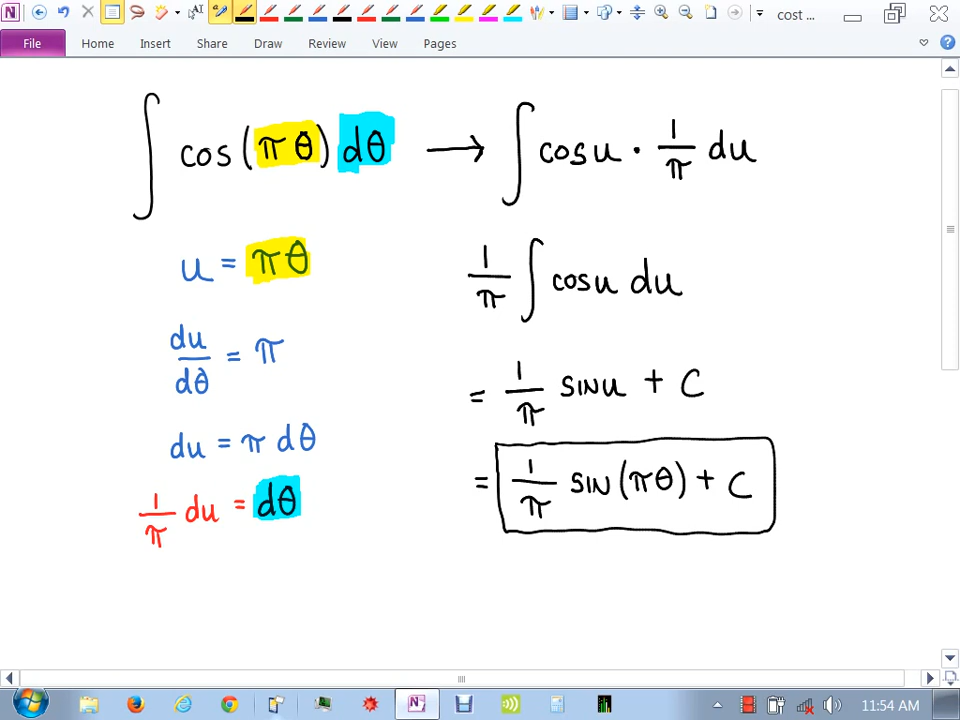 cost ...
File Home Insert Share Draw Review View Pages
∫ cos(πθ) dθ → ∫ cosu · 1/π du
u = πθ
du/dθ = π
du = π dθ
1/π du = dθ
1/π ∫ cosu du
= 1/π sinu + C
= 1/π sin(πθ) + C
11:54 AM